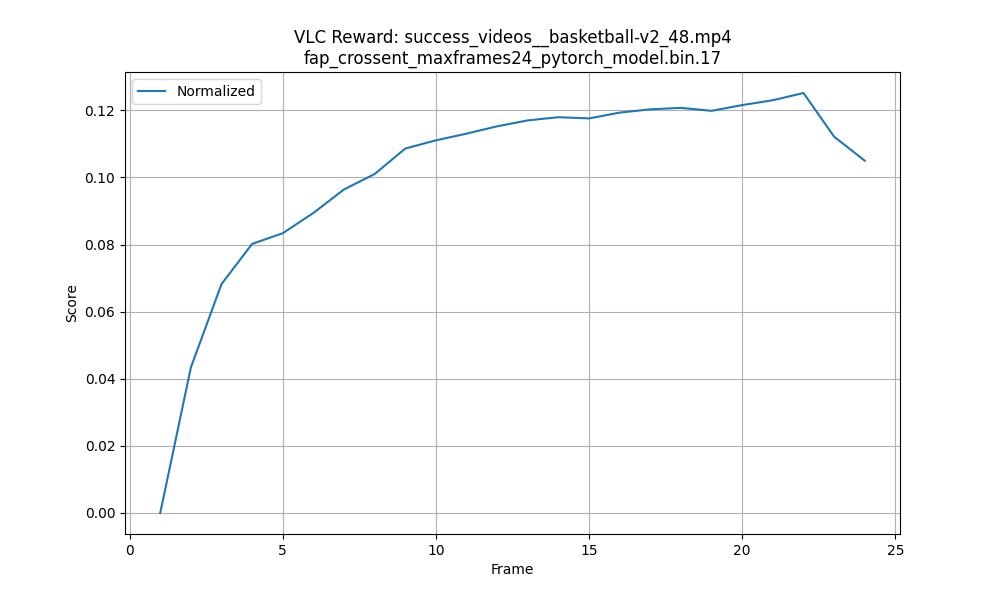 VLC Reward: success_videos__basketball-v2_48.mp4
fap_crossent_maxframes24_pytorch_model.bin.17
Normalized
0.12
0.10
0.08
0.06
0.04
0.02
0.00
Score
0 5 10 15 20 25
Frame